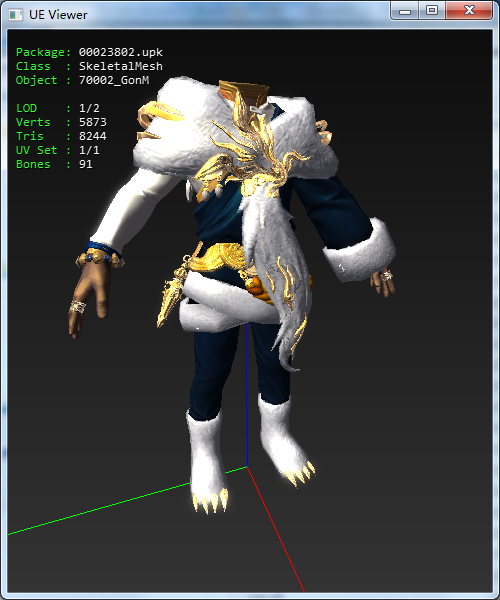 UE Viewer
Package: 00023802.upk
Class : SkeletalMesh
Object : 70002_GonM
LOD : 1/2
Verts : 5873
Tris : 8244
UV Set : 1/1
Bones : 91